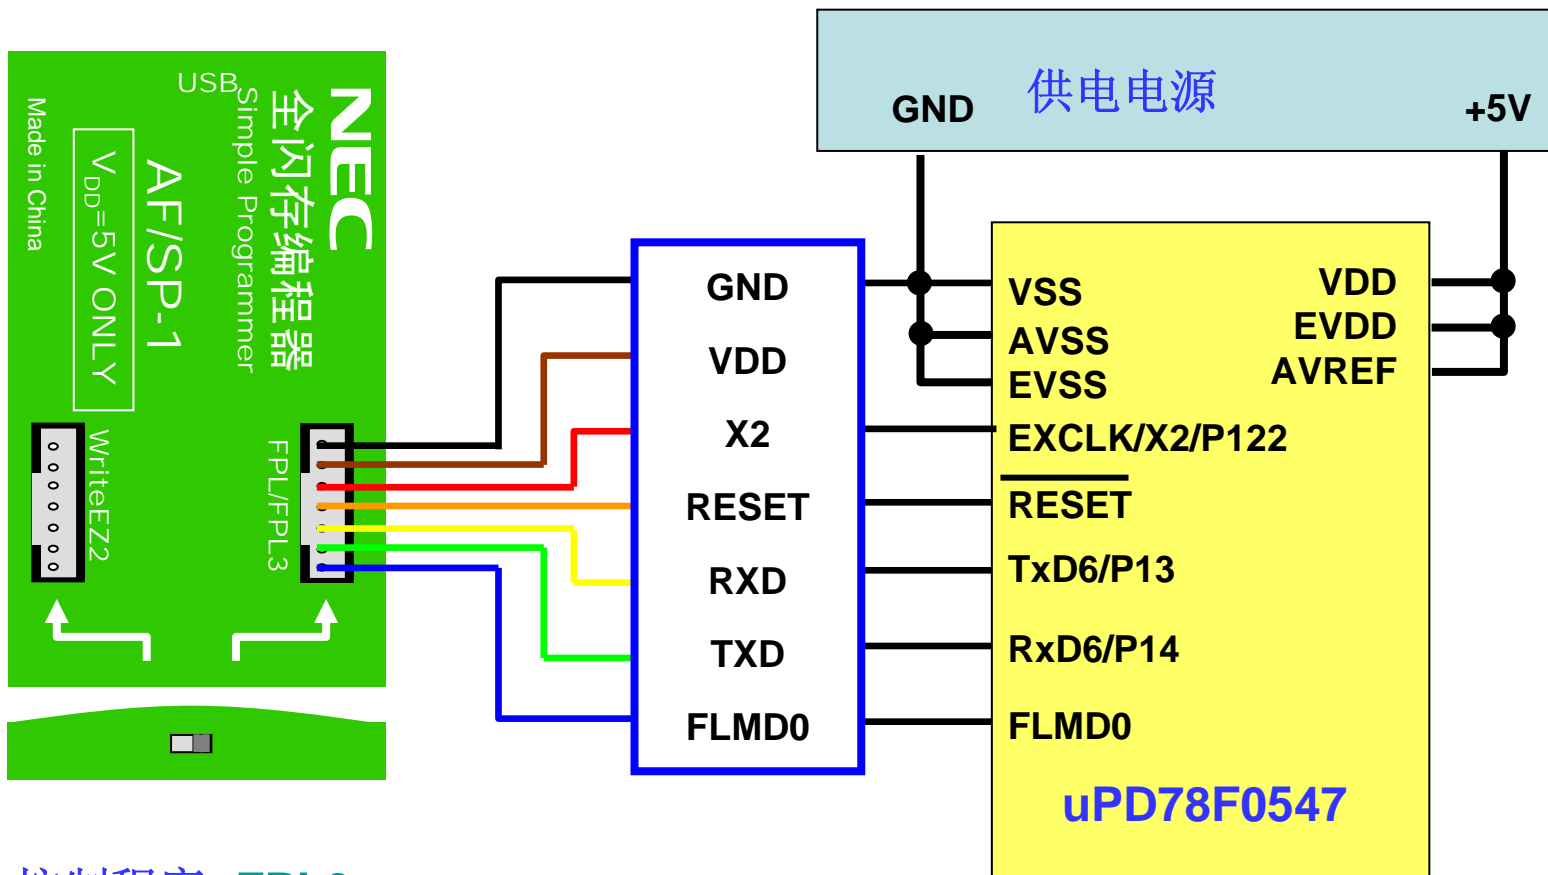 供电电源
GND
+5V
NEC
全闪存编程器
USB
Simple Programmer
AF/SP-1
VDD=5V ONLY
Made in China
WriteEZ2
FPL/FPL3
GND
VDD
X2
RESET
RXD
TXD
FLMD0
VSS
AVSS
EVSS
EXCLK/X2/P122
RESET
TxD6/P13
RxD6/P14
FLMD0
VDD
EVDD
AVREF
uPD78F0547